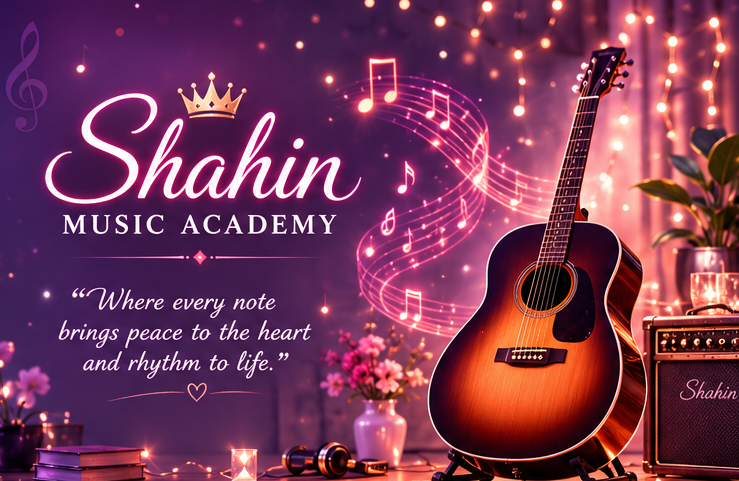 Shahin
MUSIC ACADEMY
“Where every note
brings peace to the heart
and rhythm to life.”
Shahin